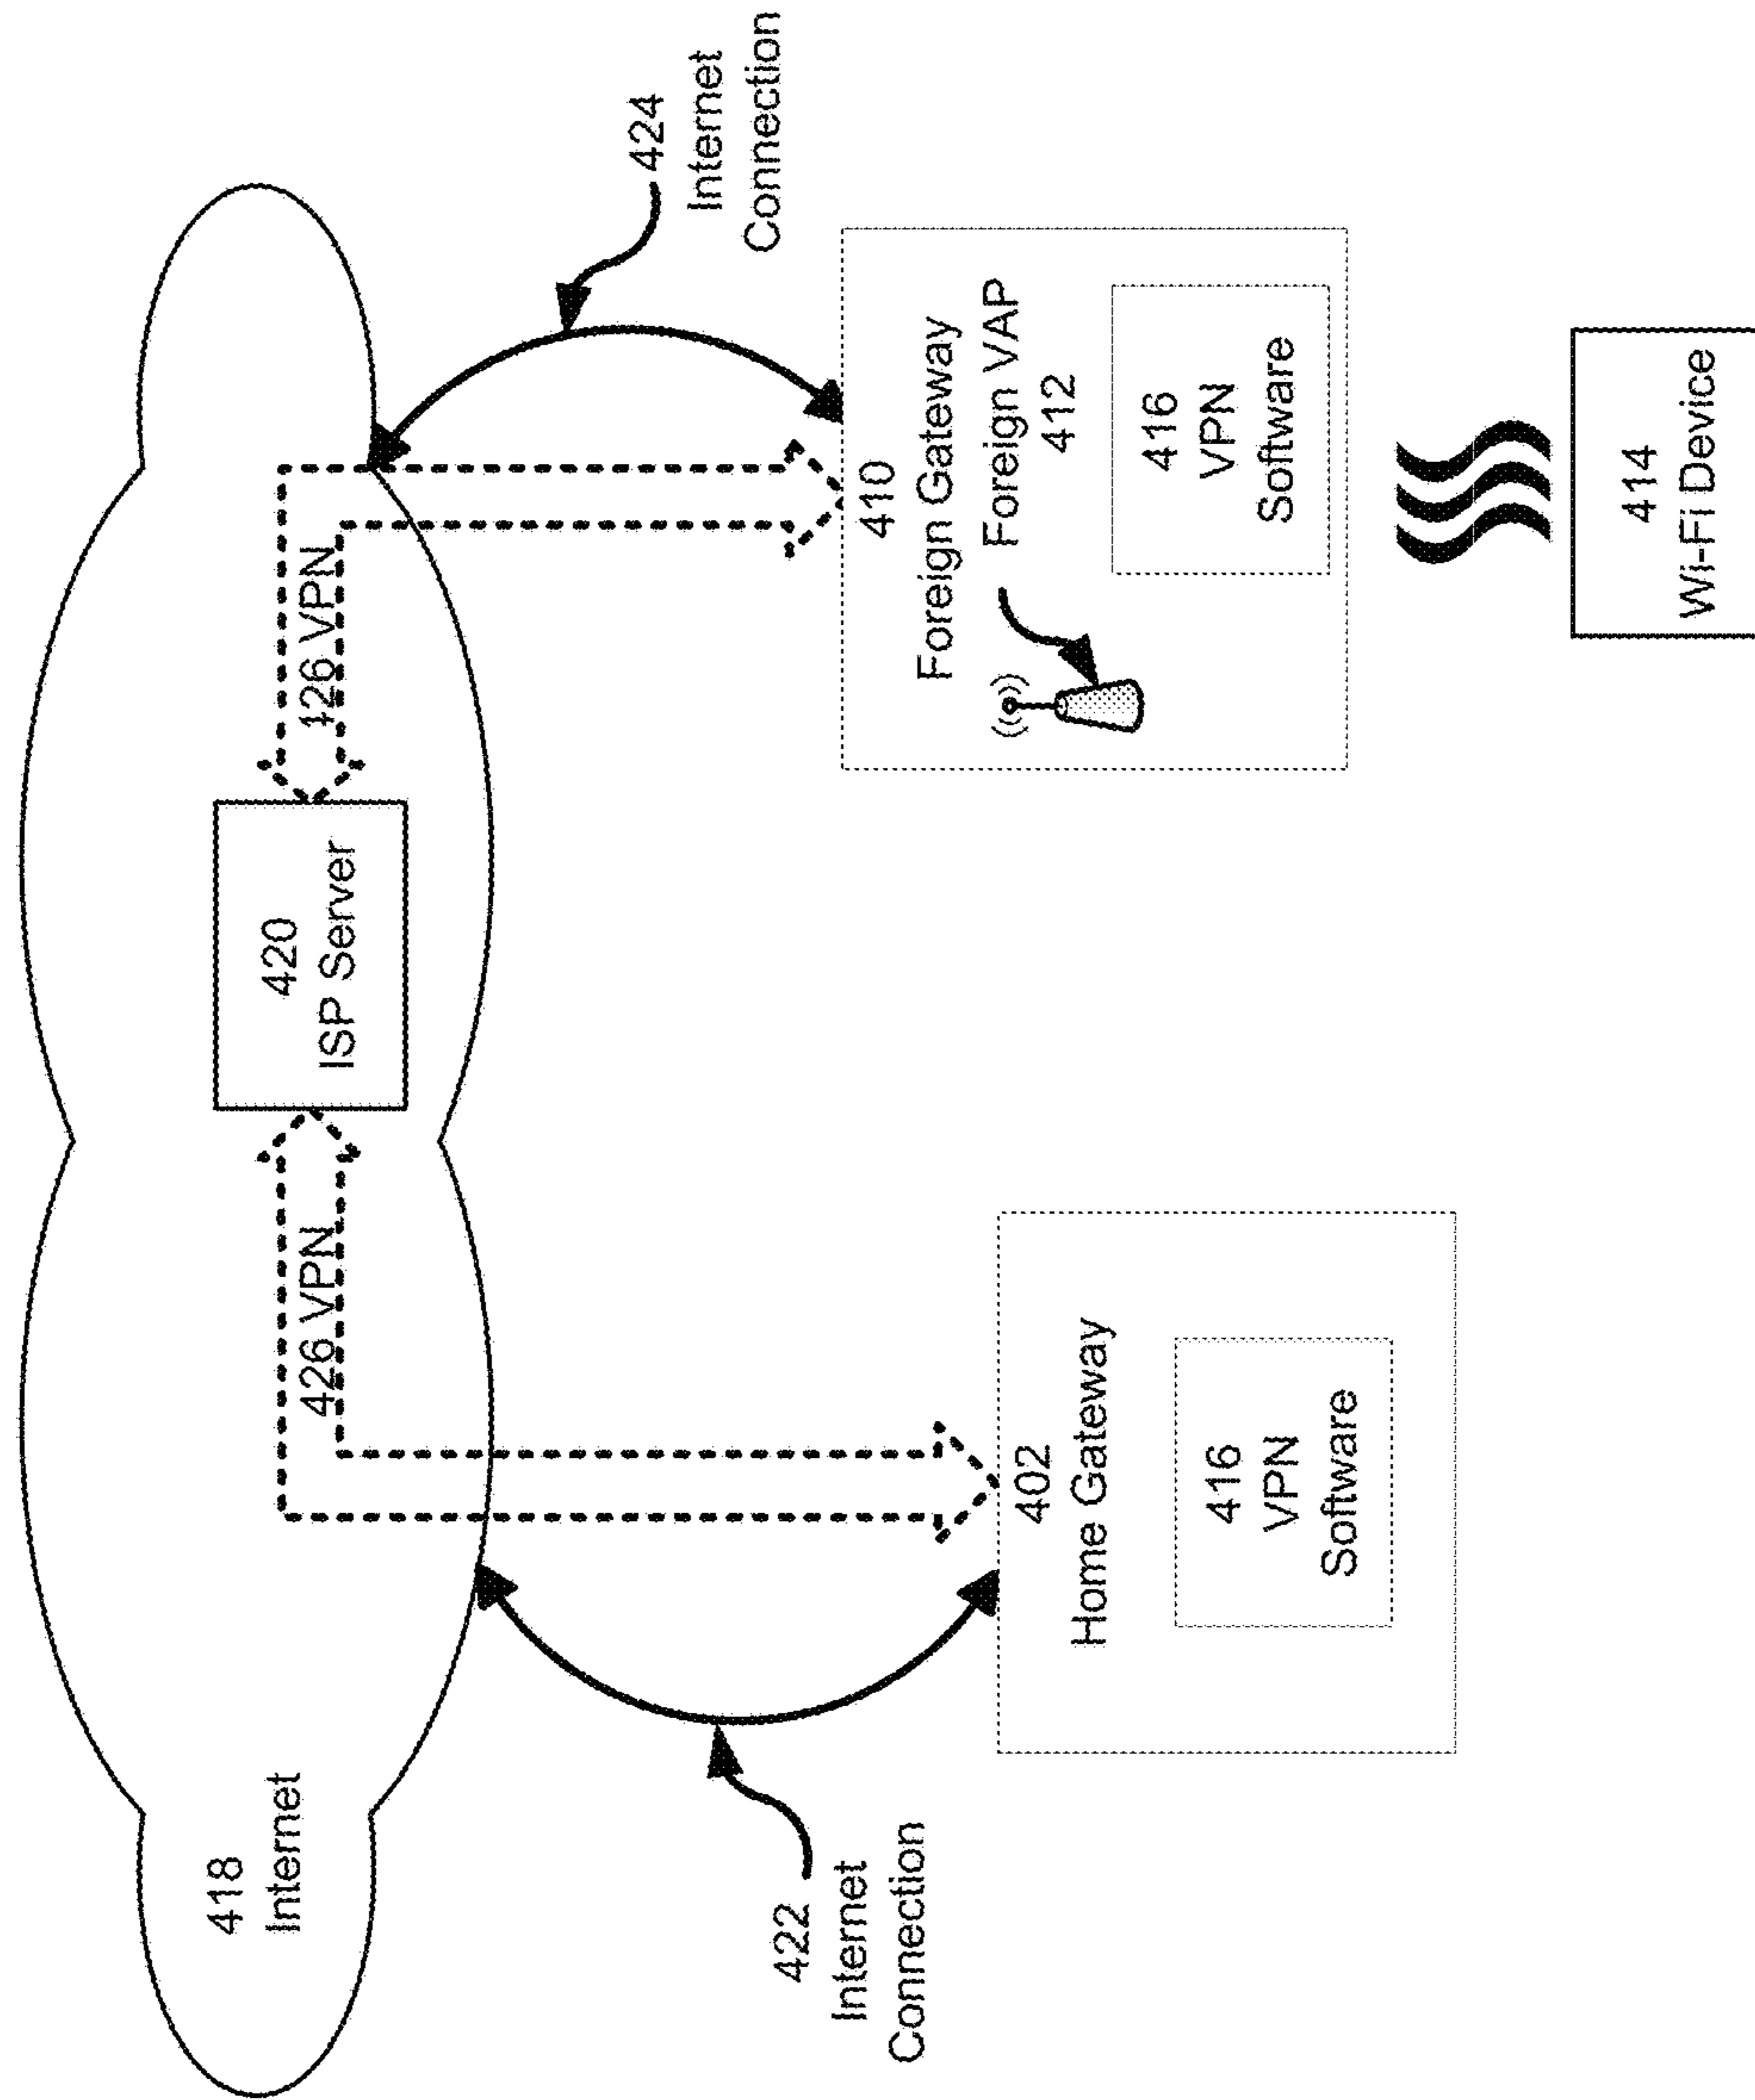 418
Internet
426 VPN
420
ISP Server
426 VPN
422
Internet
Connection
424
Internet
Connection
402
Home Gateway
416
VPN
Software
410
Foreign Gateway
Foreign VAP
412
416
VPN
Software
414
Wi-Fi Device